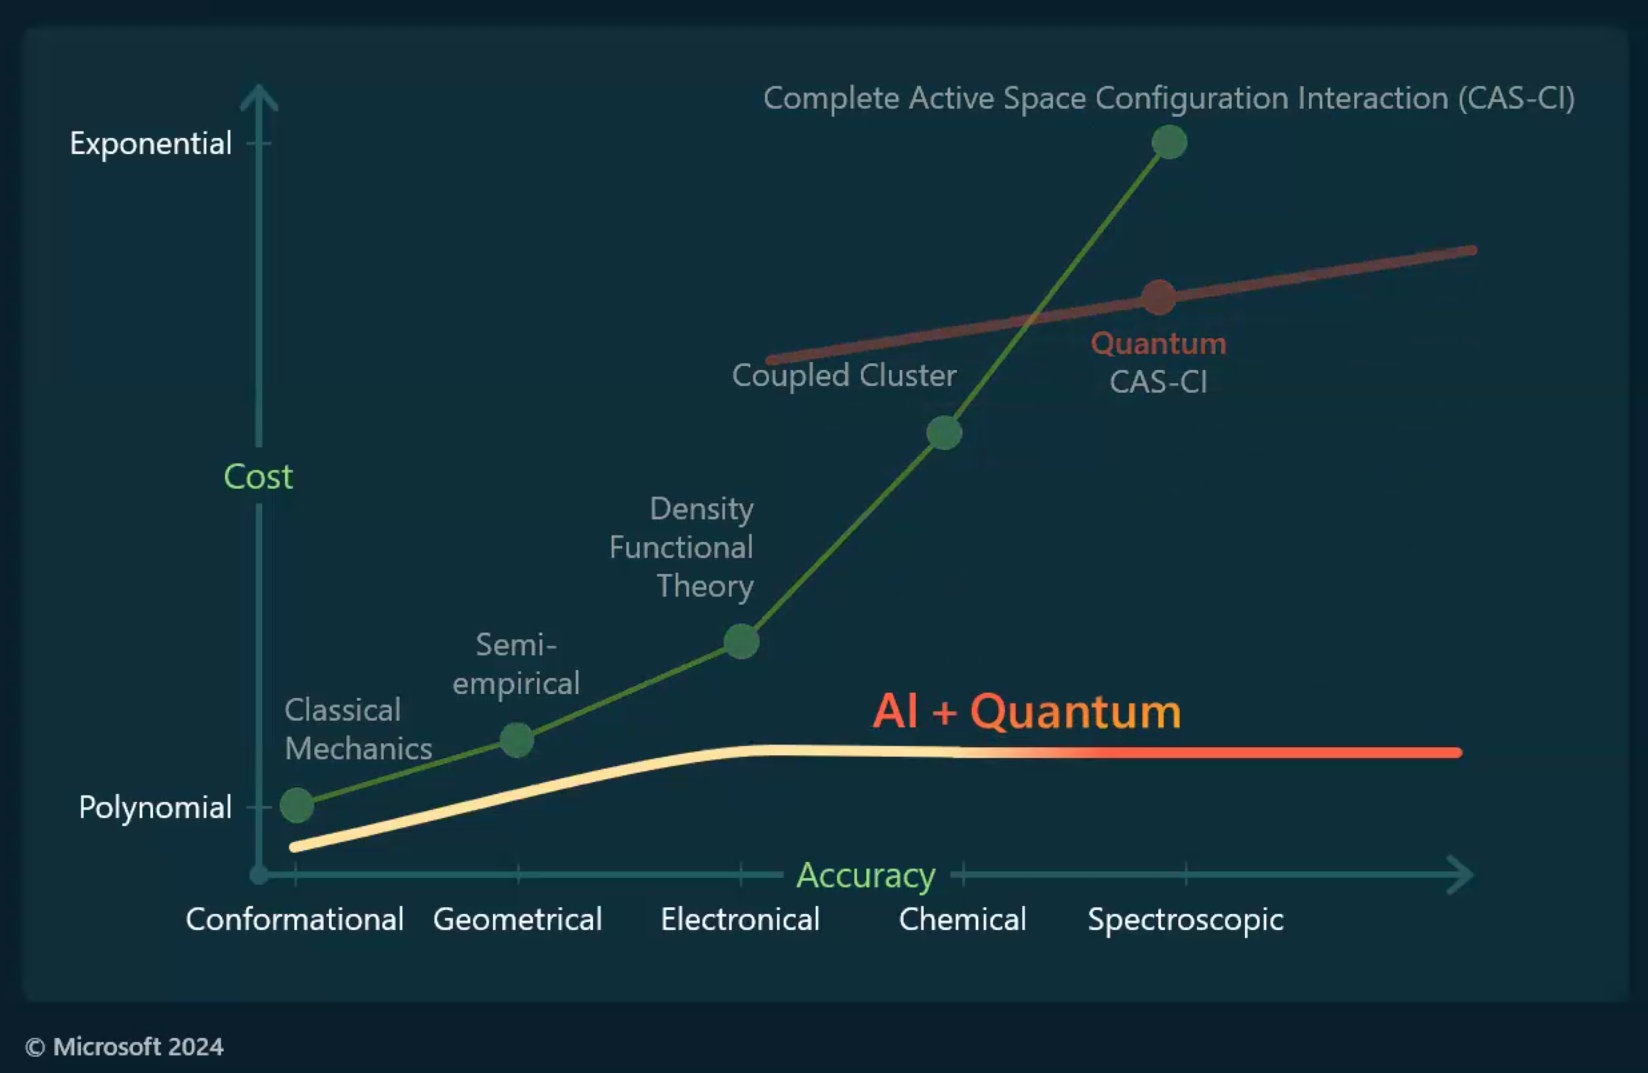 Complete Active Space Configuration Interaction (CAS-CI)
Exponential
Quantum
CAS-CI
Coupled Cluster
Cost
Density
Functional
Theory
Semi-
empirical
Classical
Mechanics
AI + Quantum
Polynomial
Accuracy
Conformational
Geometrical
Electronical
Chemical
Spectroscopic
© Microsoft 2024